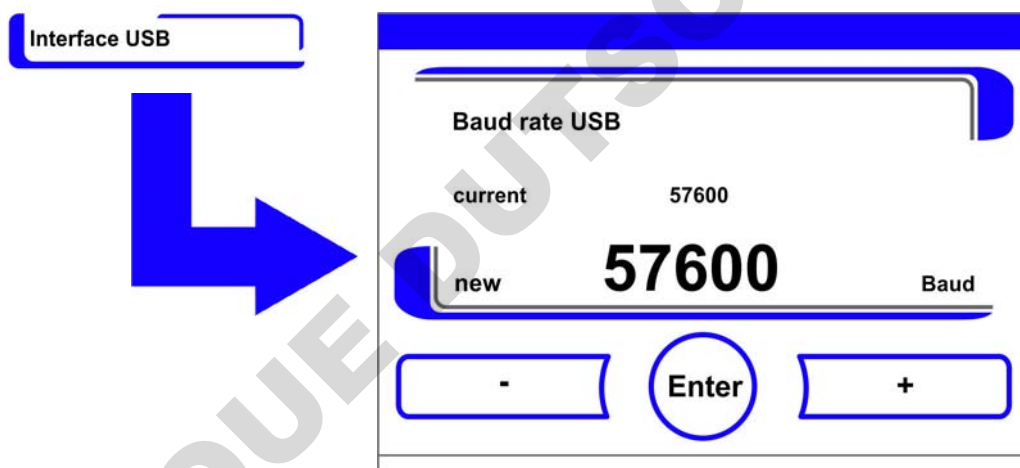 Interface USB
Baud rate USB
current 57600
new 57600 Baud
- Enter +